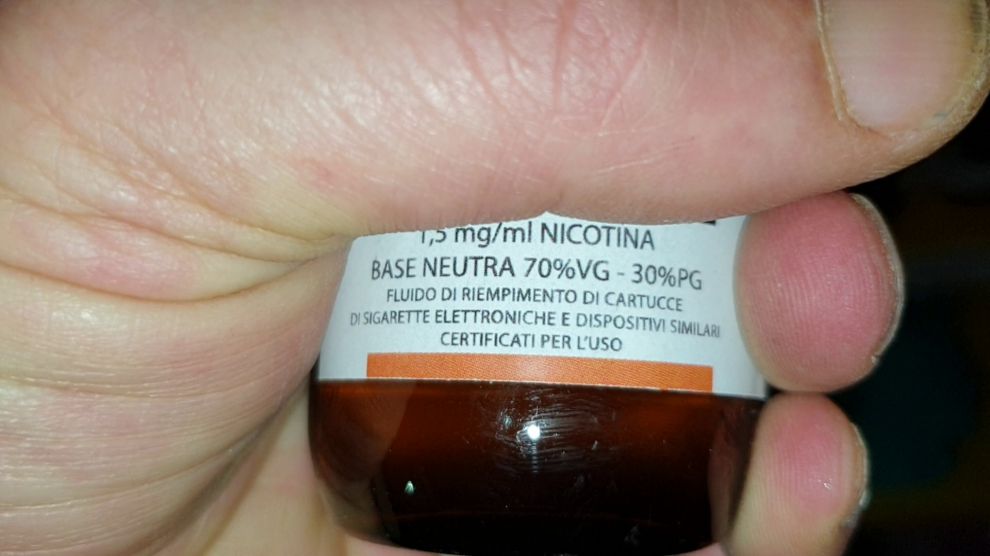 1,5 mg/ml NICOTINA
BASE NEUTRA 70%VG - 30%PG
FLUIDO DI RIEMPIMENTO DI CARTUCCE
DI SIGARETTE ELETTRONICHE E DISPOSITIVI SIMILARI
CERTIFICATI PER L'USO